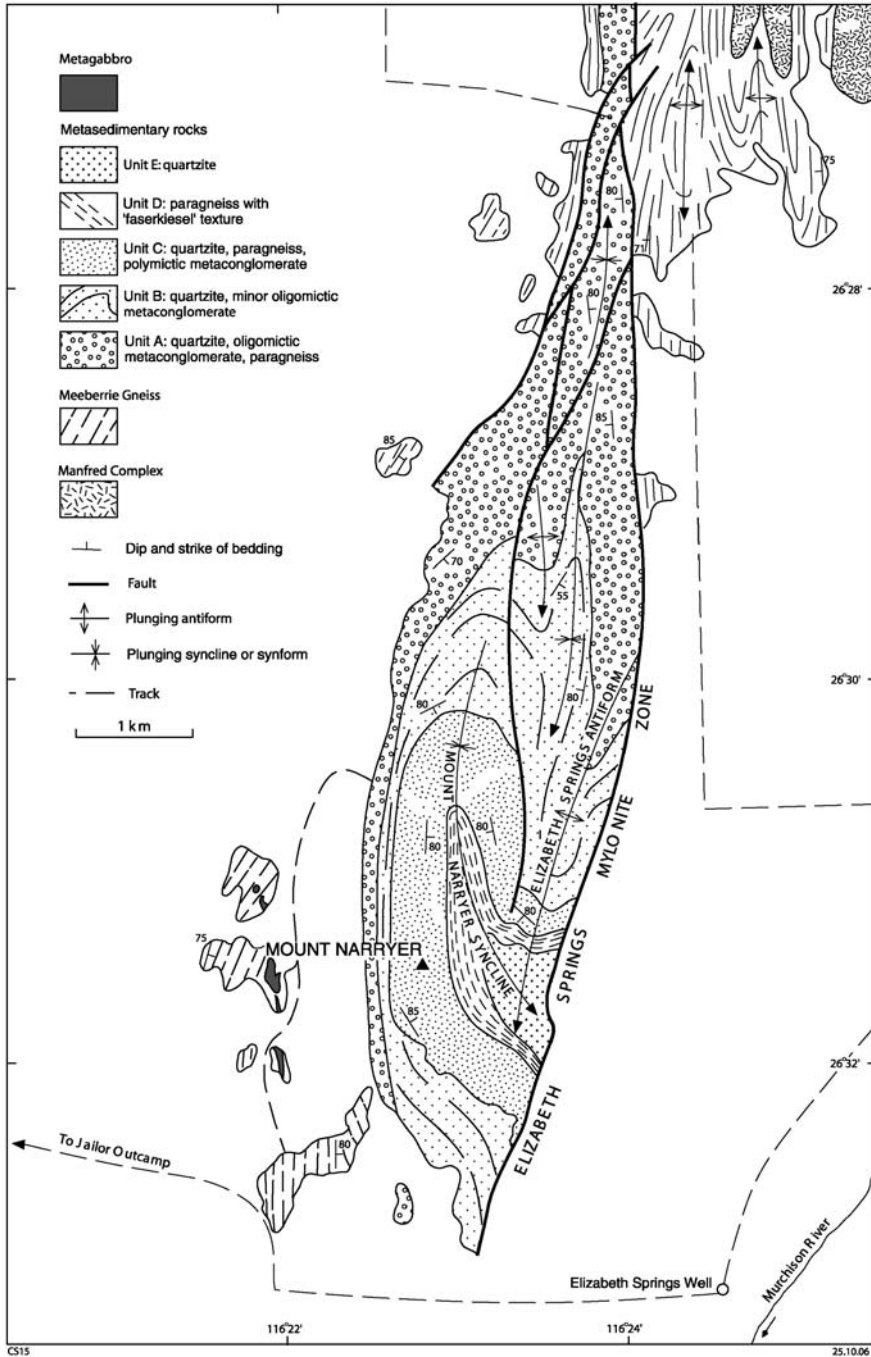 Metagabbro
Metasedimentary rocks
Unit E: quartzite
Unit D: paragneiss with
'faserkiesel' texture
Unit C: quartzite, paragneiss,
polymictic metaconglomerate
Unit B: quartzite, minor oligomictic
metaconglomerate
Unit A: quartzite, oligomictic
metaconglomerate, paragneiss
Meeberrie Gneiss
Manfred Complex
Dip and strike of bedding
Fault
Plunging antiform
Plunging syncline or synform
Track
1 km
75
80
71
80
26°28'
85
85
70
55
26°30'
80
80
80
80
80
75
85
26°32'
80
MOUNT NARRYER SYNCLINE
ELIZABETH SPRINGS ANTIFORM
ELIZABETH SPRINGS MYLONITE ZONE
MOUNT NARRYER
To Jailor Outcamp
Elizabeth Springs Well
Murchison River
116°22'
116°24'
CS15
25.10.06